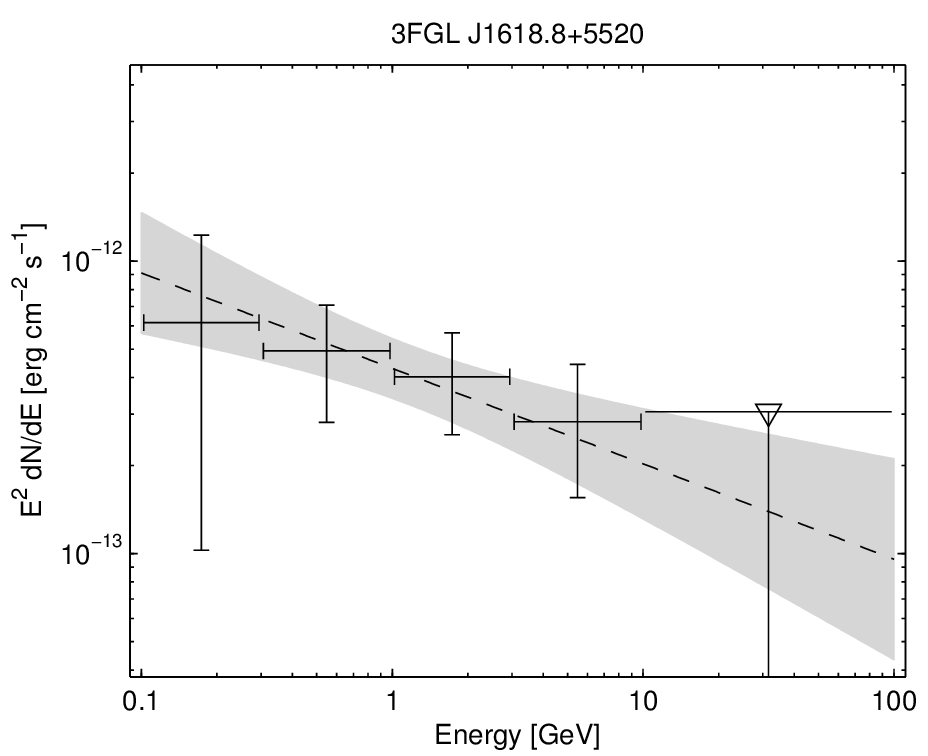 3FGL J1618.8+5520
E² dN/dE [erg cm⁻² s⁻¹]
10⁻¹²
10⁻¹³
0.1 1 10 100
Energy [GeV]